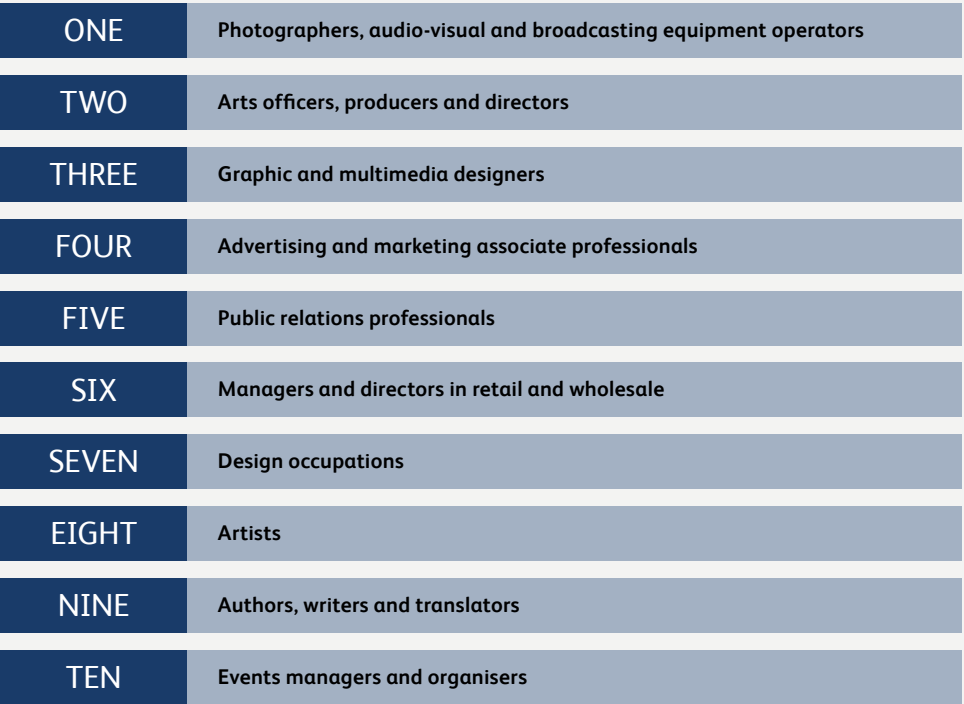 ONE Photographers, audio-visual and broadcasting equipment operators
TWO Arts officers, producers and directors
THREE Graphic and multimedia designers
FOUR Advertising and marketing associate professionals
FIVE Public relations professionals
SIX Managers and directors in retail and wholesale
SEVEN Design occupations
EIGHT Artists
NINE Authors, writers and translators
TEN Events managers and organisers